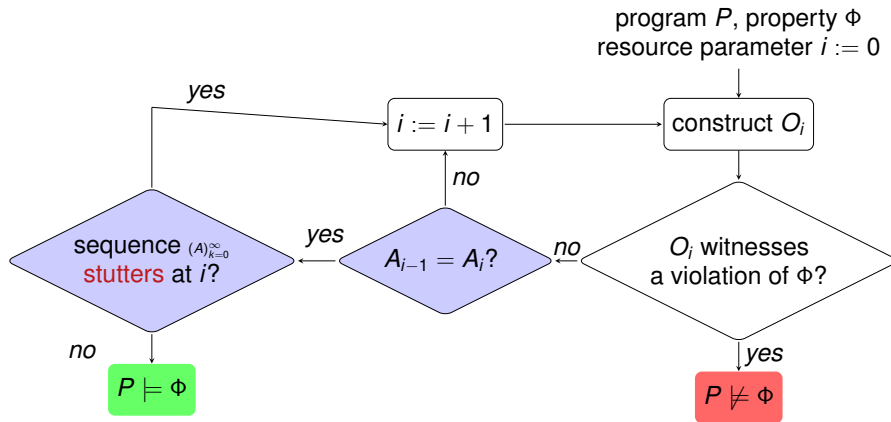 program P, property Φ
resource parameter i := 0
yes
i := i + 1
construct O_i
no
sequence (A)_{k=0}^∞
stutters at i?
yes
A_{i−1} = A_i?
no
O_i witnesses
a violation of Φ?
no
yes
P ⊨ Φ
P ⊭ Φ